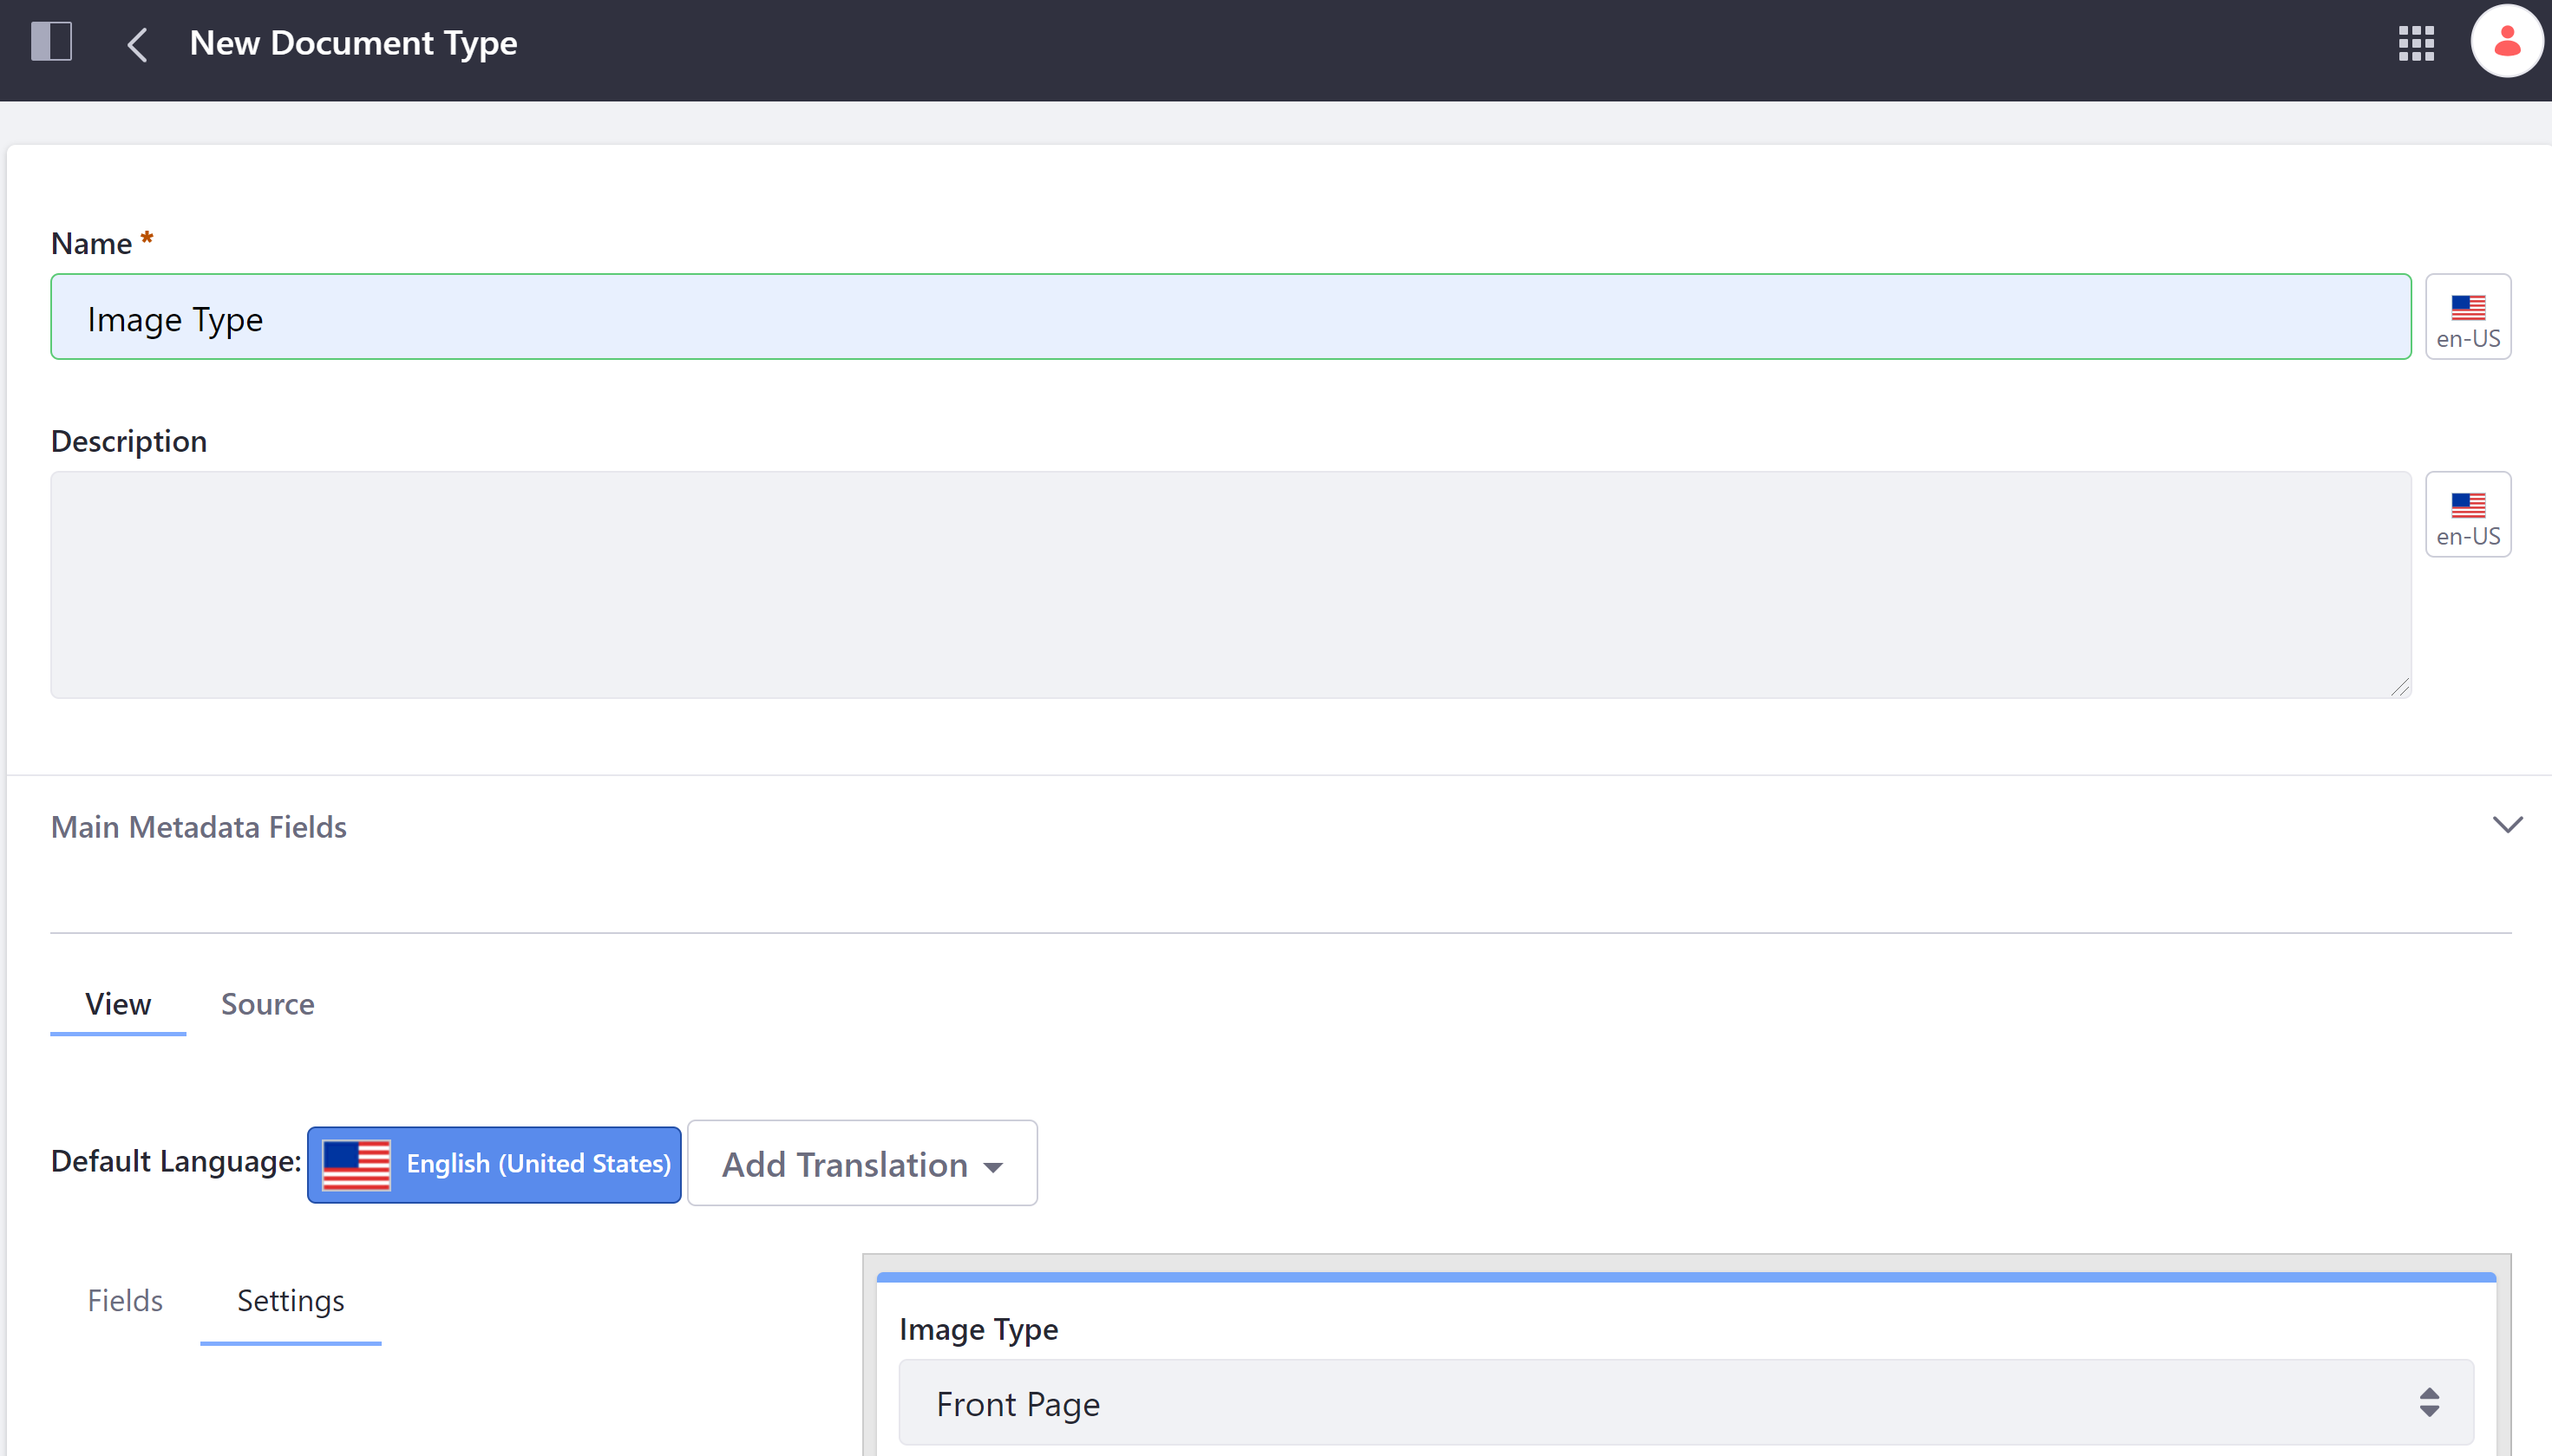 New Document Type
Name *
Image Type
en-US
Description
en-US
Main Metadata Fields
View Source
Default Language: English (United States) Add Translation
Fields Settings
Image Type
Front Page